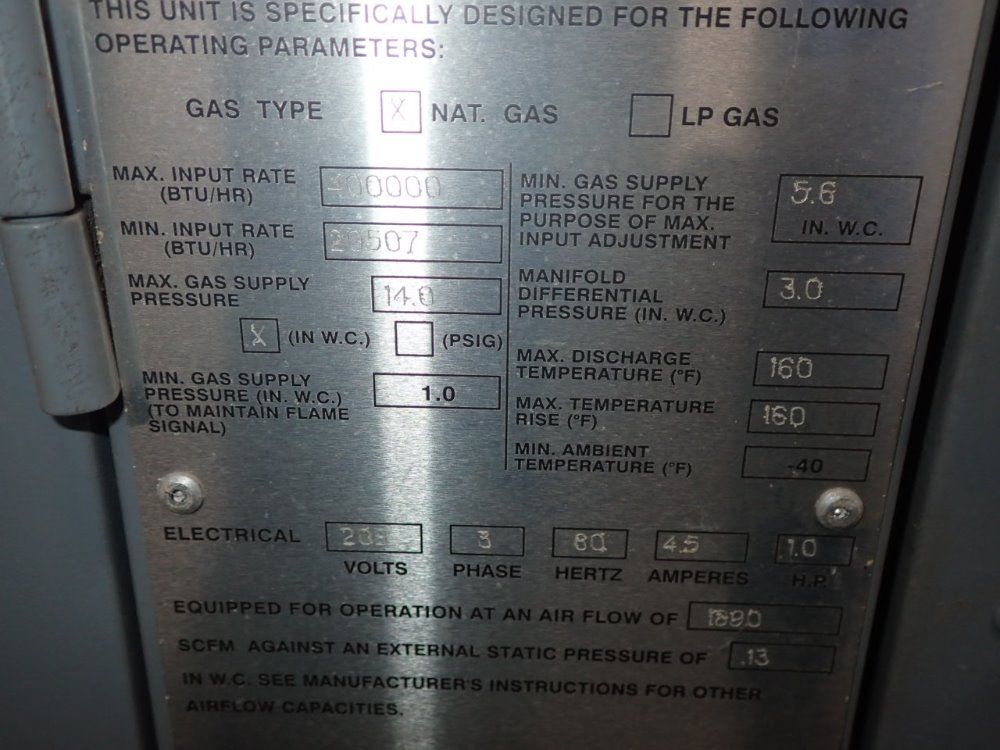 THIS UNIT IS SPECIFICALLY DESIGNED FOR THE FOLLOWING
OPERATING PARAMETERS:
GAS TYPE X NAT. GAS LP GAS
MAX. INPUT RATE 400000
(BTU/HR)
MIN. INPUT RATE 20507
(BTU/HR)
MAX. GAS SUPPLY
PRESSURE 14.0
X (IN W.C.) (PSIG)
MIN. GAS SUPPLY
PRESSURE (IN. W.C.) 1.0
(TO MAINTAIN FLAME
SIGNAL)
MIN. GAS SUPPLY
PRESSURE FOR THE 5.6
PURPOSE OF MAX.
INPUT ADJUSTMENT IN. W.C.
MANIFOLD
DIFFERENTIAL 3.0
PRESSURE (IN. W.C.)
MAX. DISCHARGE
TEMPERATURE (°F) 160
MAX. TEMPERATURE
RISE (°F) 160
MIN. AMBIENT
TEMPERATURE (°F) -40
ELECTRICAL 3 60 4.5 1.0
VOLTS PHASE HERTZ AMPERES H.P.
EQUIPPED FOR OPERATION AT AN AIR FLOW OF 1890
SCFM AGAINST AN EXTERNAL STATIC PRESSURE OF .13
IN W.C. SEE MANUFACTURER'S INSTRUCTIONS FOR OTHER
AIRFLOW CAPACITIES.